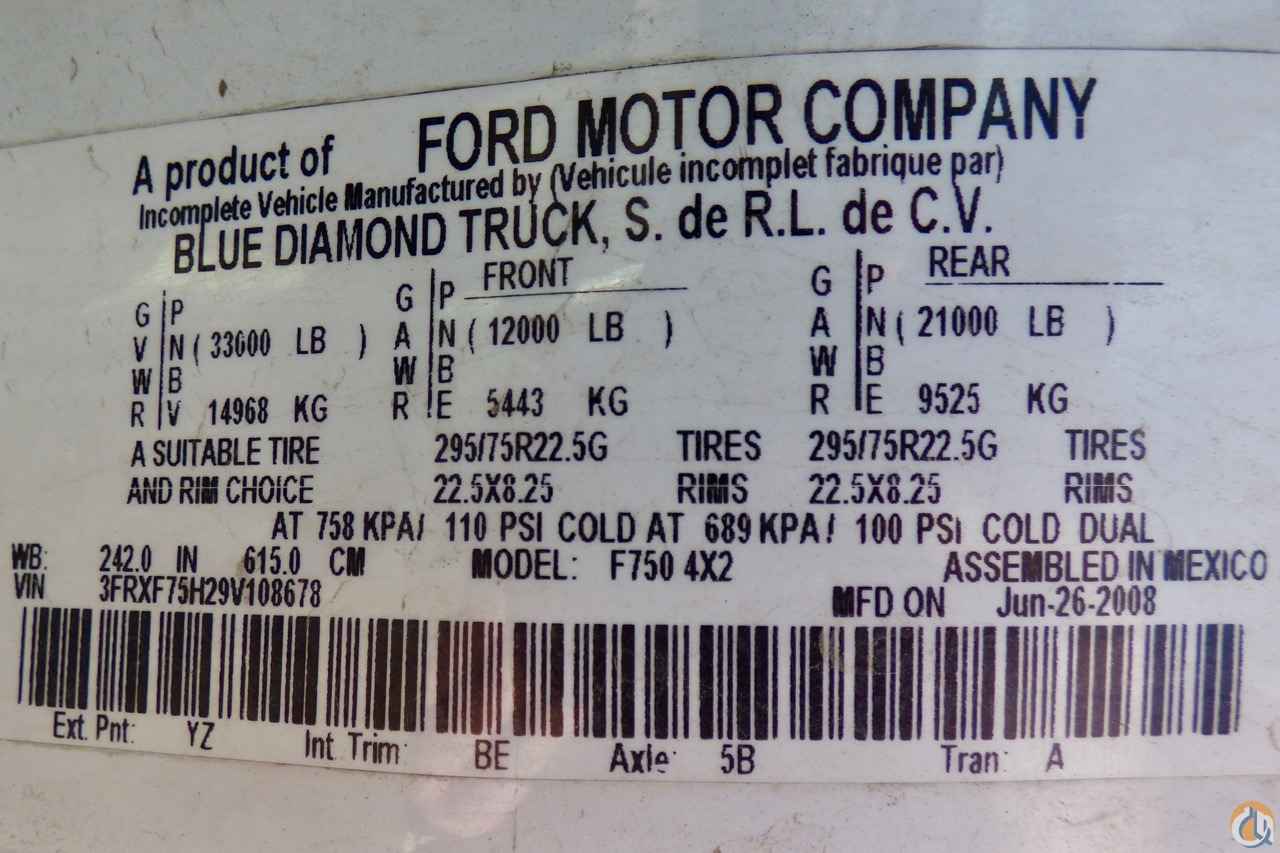 A product of FORD MOTOR COMPANY
Incomplete Vehicle Manufactured by (Vehicule incomplet fabrique par)
BLUE DIAMOND TRUCK, S. de R.L. de C.V.
FRONT REAR
G P G P G P
V N ( 33000 LB ) A N ( 12000 LB ) A N ( 21000 LB )
W B W B W B
R V 14968 KG R E 5443 KG R E 9525 KG
A SUITABLE TIRE 295/75R22.5G TIRES 295/75R22.5G TIRES
AND RIM CHOICE 22.5X8.25 RIMS 22.5X8.25 RIMS
AT 758 KPA/ 110 PSI COLD AT 689 KPA/ 100 PSI COLD DUAL
WB: 242.0 IN 615.0 CM MODEL: F750 4X2 ASSEMBLED IN MEXICO
VIN 3FRXF75H29V108678 MFD ON Jun-26-2008
Ext. Pnt: YZ Int. Trim: BE Axle: 5B Tran: A